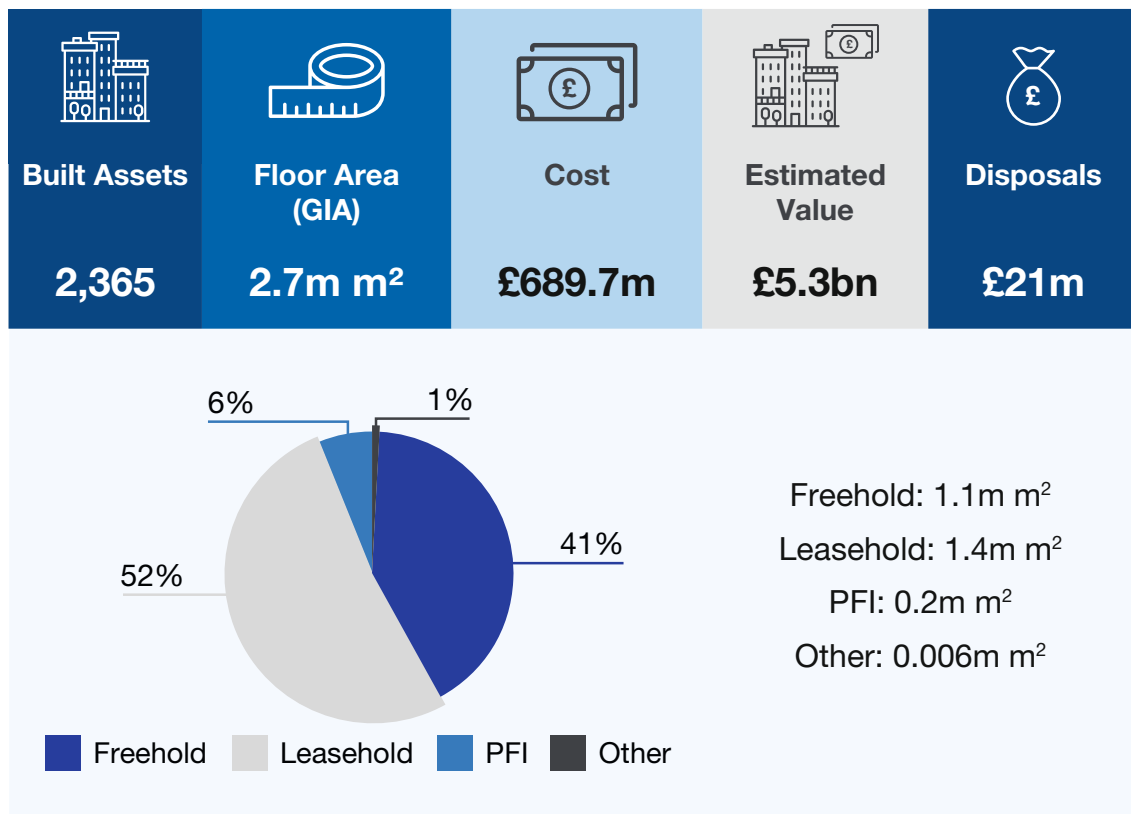 £
£
£
Built Assets
Floor Area
(GIA)
Cost
Estimated
Value
Disposals
2,365
2.7m m²
£689.7m
£5.3bn
£21m
6%
1%
41%
52%
Freehold: 1.1m m²
Leasehold: 1.4m m²
PFI: 0.2m m²
Other: 0.006m m²
Freehold
Leasehold
PFI
Other